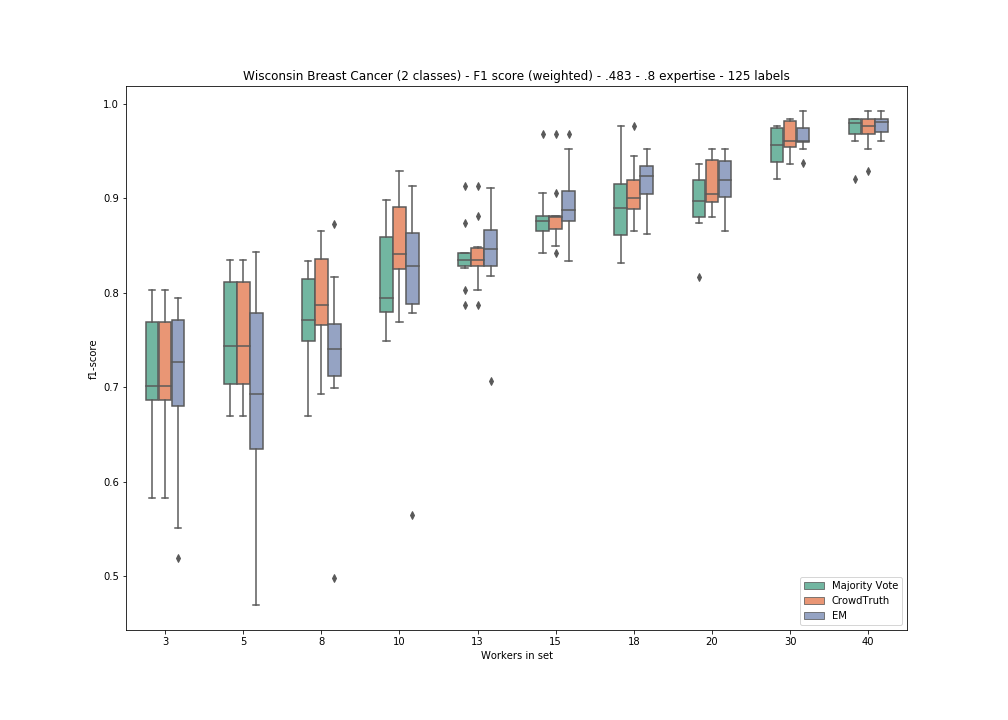 Wisconsin Breast Cancer (2 classes) - F1 score (weighted) - .483 - .8 expertise - 125 labels
1.0
0.9
0.8
0.7
0.6
0.5
f1-score
3 5 8 10 13 15 18 20 30 40
Workers in set
Majority Vote
CrowdTruth
EM